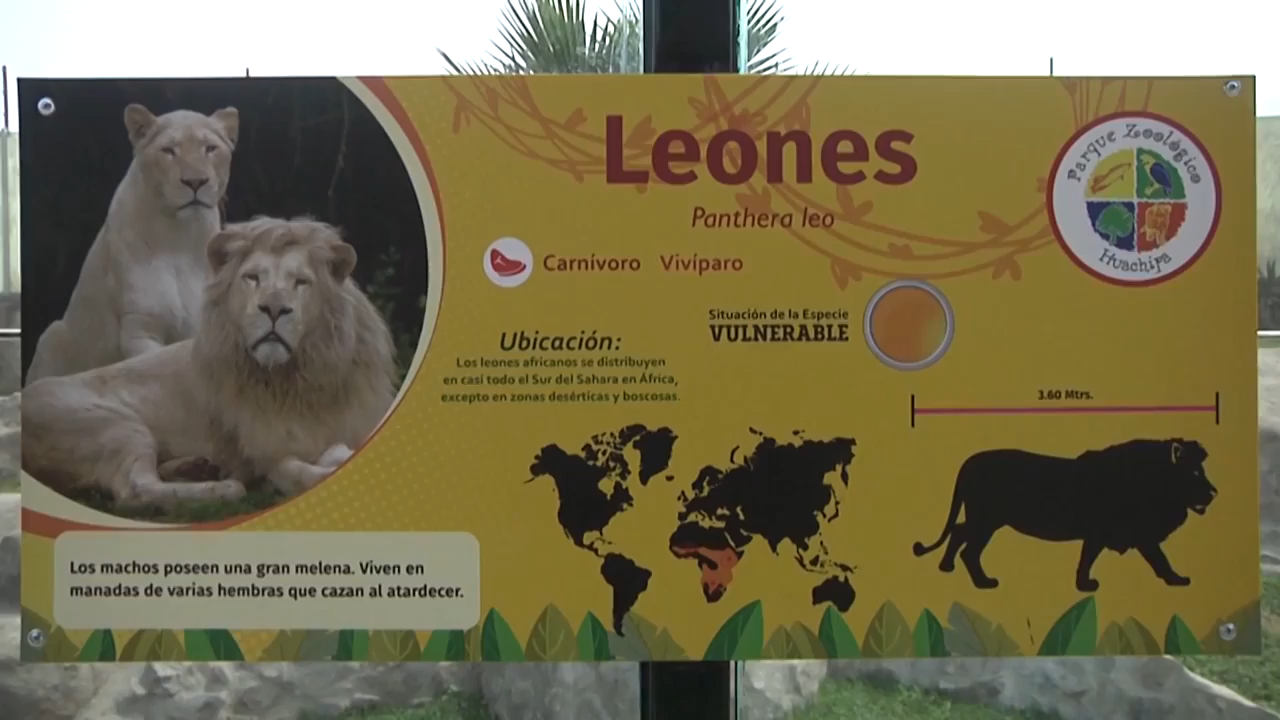 Leones
Panthera leo
Parque Zoológico
Huachipa
Carnívoro Vivíparo
Situación de la Especie
VULNERABLE
Ubicación:
Los leones africanos se distribuyen
en casi todo el Sur del Sahara en África,
excepto en zonas desérticas y boscosas.
3.60 Mtrs.
Los machos poseen una gran melena. Viven en
manadas de varias hembras que cazan al atardecer.